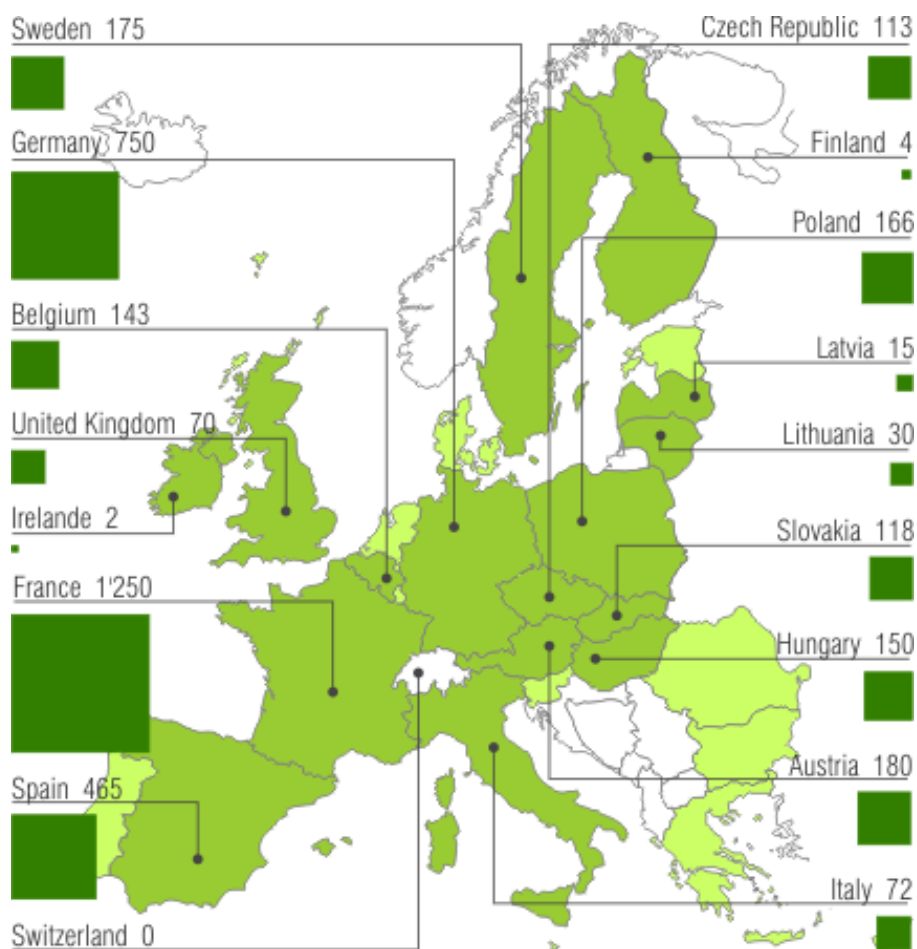 Sweden 175
Czech Republic 113
Germany 750
Finland 4
Poland 166
Belgium 143
Latvia 15
United Kingdom 70
Lithuania 30
Irelande 2
Slovakia 118
France 1'250
Hungary 150
Spain 465
Austria 180
Italy 72
Switzerland 0